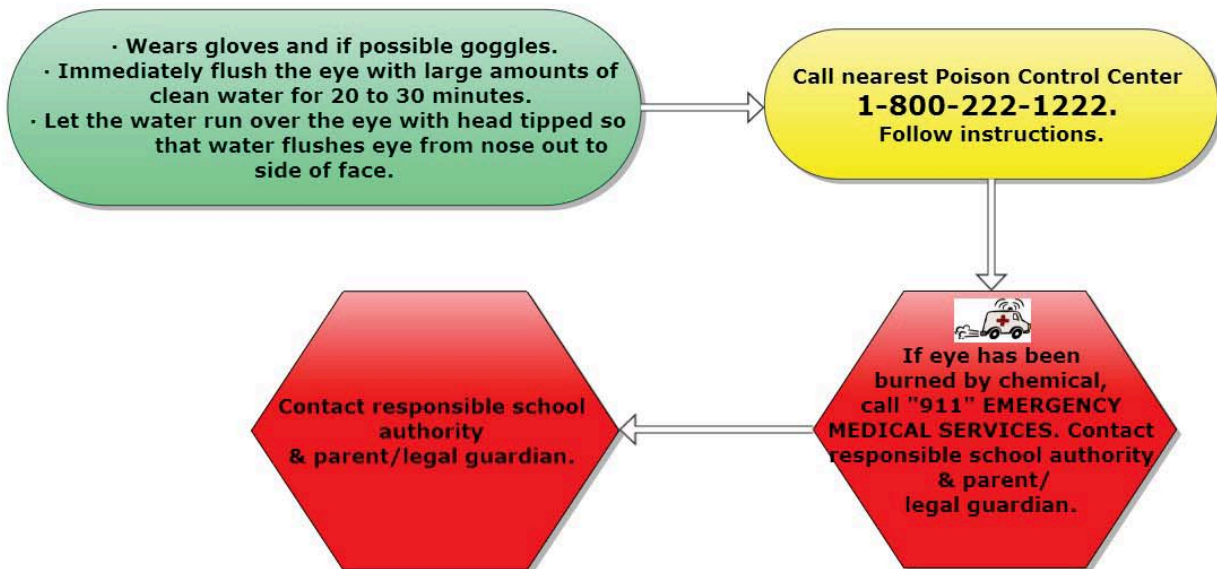 · Wears gloves and if possible goggles.
· Immediately flush the eye with large amounts of
clean water for 20 to 30 minutes.
· Let the water run over the eye with head tipped so
that water flushes eye from nose out to
side of face.
Call nearest Poison Control Center
1-800-222-1222.
Follow instructions.
If eye has been
burned by chemical,
call "911" EMERGENCY
MEDICAL SERVICES. Contact
responsible school authority
& parent/
legal guardian.
Contact responsible school
authority
& parent/legal guardian.